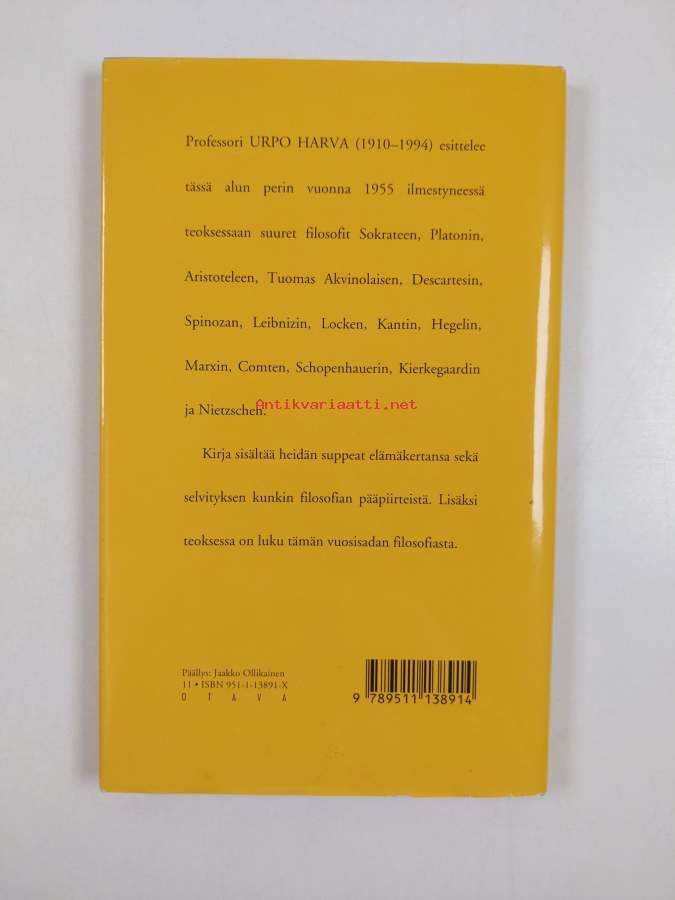 Professori URPO HARVA (1910–1994) esittelee
tässä alun perin vuonna 1955 ilmestyneessä
teoksessaan suuret filosofit Sokrateen, Platonin,
Aristoteleen, Tuomas Akvinolaisen, Descartesin,
Spinozan, Leibnizin, Locken, Kantin, Hegelin,
Marxin, Comten, Schopenhauerin, Kierkegaardin
ja Nietzschen.
Antikvariaatti.net
Kirja sisältää heidän suppeat elämäkertansa sekä
selvityksen kunkin filosofian pääpiirteistä. Lisäksi
teoksessa on luku tämän vuosisadan filosofiasta.
Päällys: Jaakko Ollikainen
11 • ISBN 951-1-13891-X
OTAVA
9 789511 138914